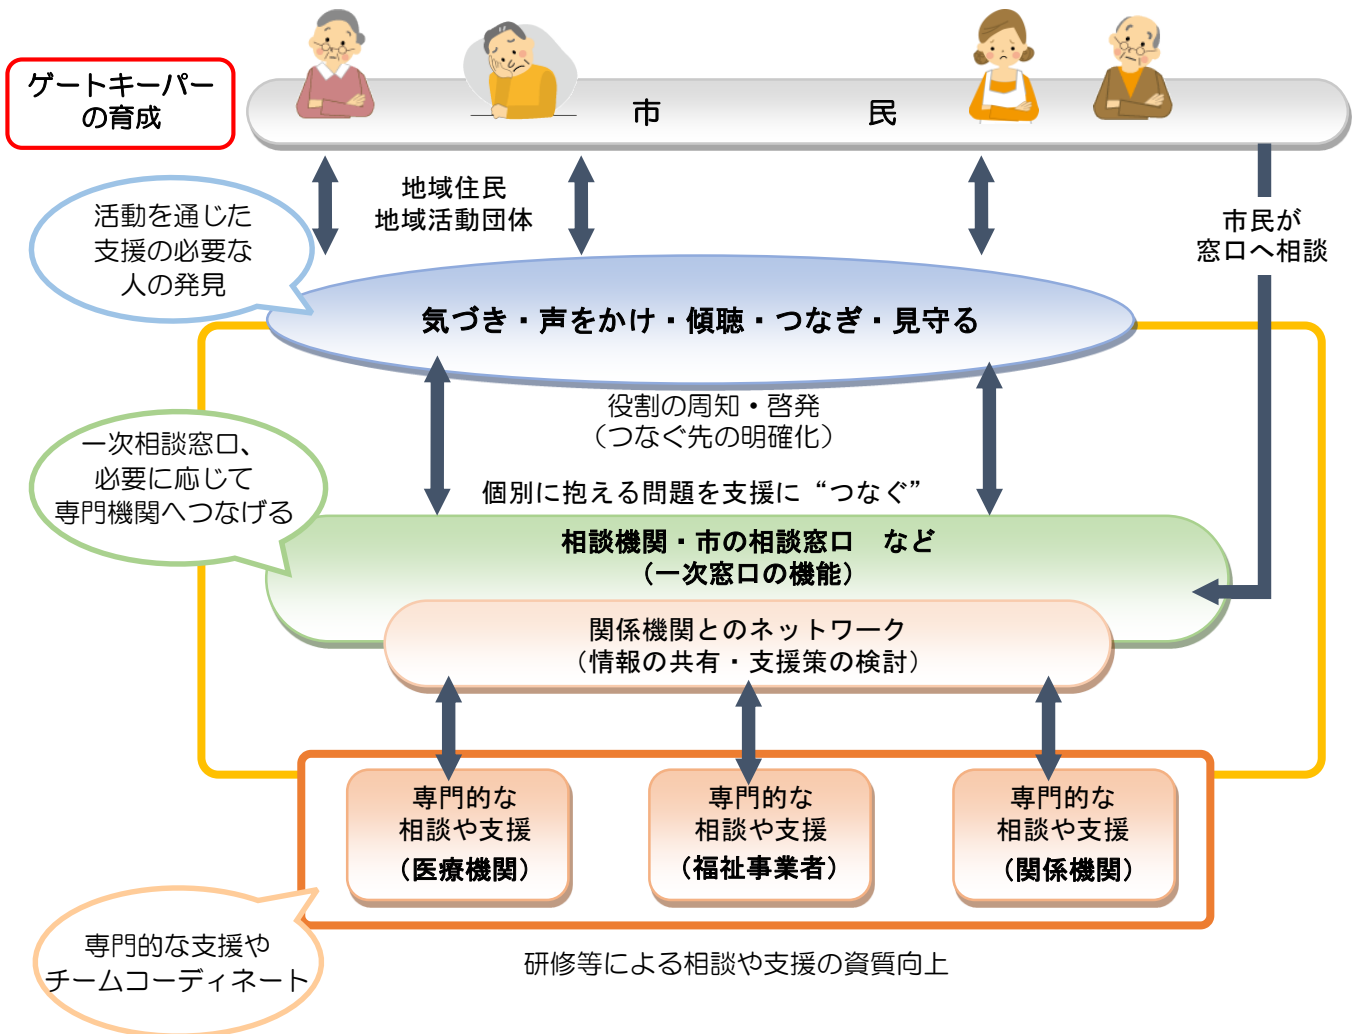 ゲートキーパー
の育成
市　　　民
地域住民
地域活動団体
市民が
窓口へ相談
活動を通じた
支援の必要な
人の発見
気づき・声をかけ・傾聴・つなぎ・見守る
役割の周知・啓発
（つなぐ先の明確化）
一次相談窓口、
必要に応じて
専門機関へつなげる
個別に抱える問題を支援に“つなぐ”
相談機関・市の相談窓口　など
（一次窓口の機能）
関係機関とのネットワーク
（情報の共有・支援策の検討）
専門的な
相談や支援
（医療機関）
専門的な
相談や支援
（福祉事業者）
専門的な
相談や支援
（関係機関）
専門的な支援や
チームコーディネート
研修等による相談や支援の資質向上